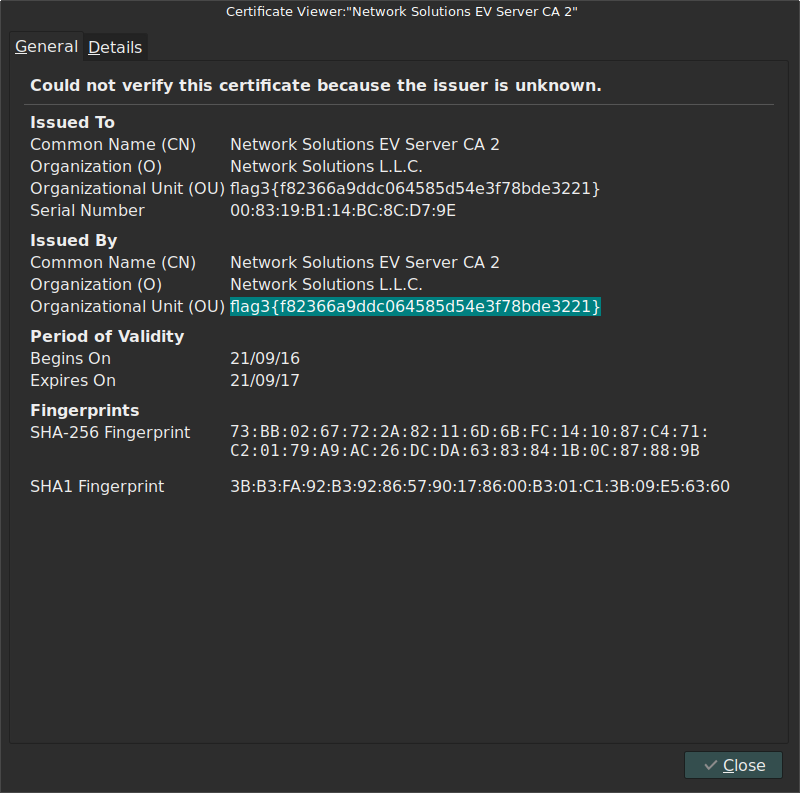 Certificate Viewer:"Network Solutions EV Server CA 2"
General Details
Could not verify this certificate because the issuer is unknown.
Issued To
Common Name (CN) Network Solutions EV Server CA 2
Organization (O) Network Solutions L.L.C.
Organizational Unit (OU) flag3{f82366a9ddc064585d54e3f78bde3221}
Serial Number 00:83:19:B1:14:BC:8C:D7:9E
Issued By
Common Name (CN) Network Solutions EV Server CA 2
Organization (O) Network Solutions L.L.C.
Organizational Unit (OU) flag3{f82366a9ddc064585d54e3f78bde3221}
Period of Validity
Begins On 21/09/16
Expires On 21/09/17
Fingerprints
SHA-256 Fingerprint 73:BB:02:67:72:2A:82:11:6D:6B:FC:14:10:87:C4:71:
C2:01:79:A9:AC:26:DC:DA:63:83:84:1B:0C:87:88:9B
SHA1 Fingerprint 3B:B3:FA:92:B3:92:86:57:90:17:86:00:B3:01:C1:3B:09:E5:63:60
Close